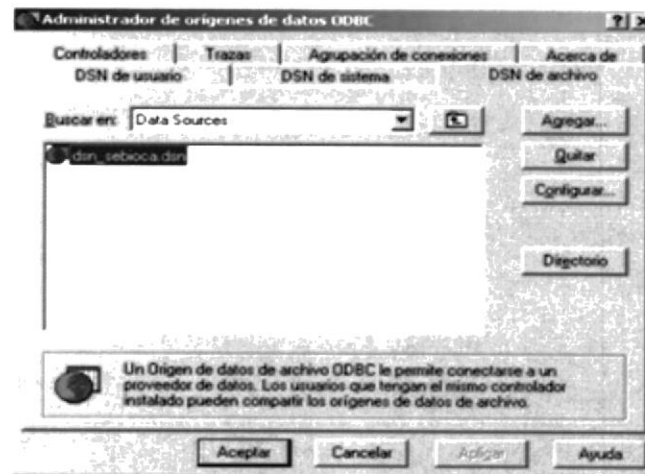 Administrador de orígenes de datos ODBC
Controladores Trazas Agrupación de conexiones Acerca de
DSN de usuario DSN de sistema DSN de archivo
Buscar en: Data Sources
Agregar...
dsn_sebioca.dsn
Quitar
Configurar...
Directorio
Un Origen de datos de archivo ODBC le permite conectarse a un
proveedor de datos. Los usuarios que tengan el mismo controlador
instalado pueden compartir los orígenes de datos de archivo.
Aceptar Cancelar Aplicar Ayuda